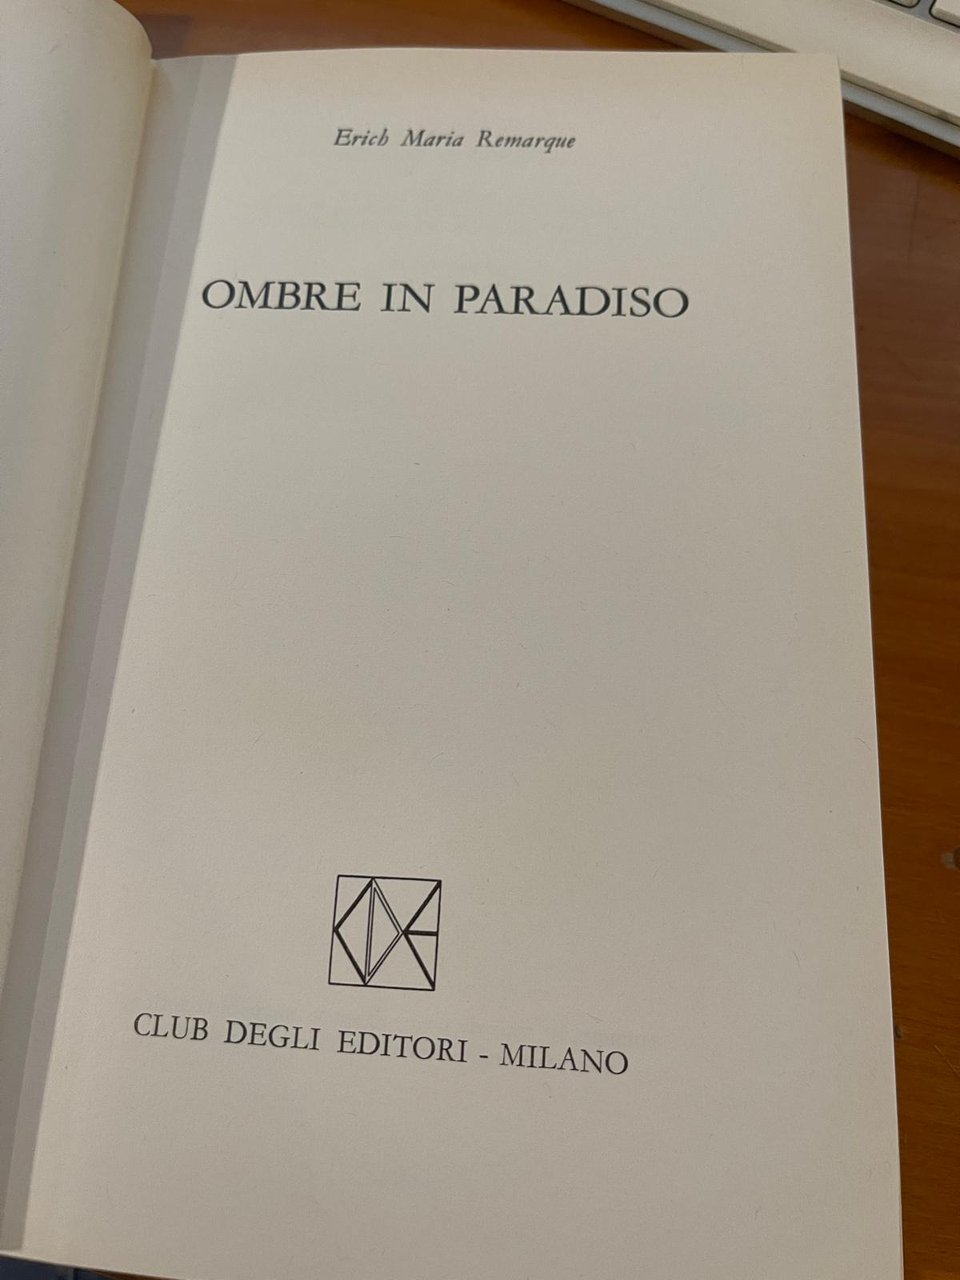 Erich Maria Remarque
OMBRE IN PARADISO
CLUB DEGLI EDITORI - MILANO